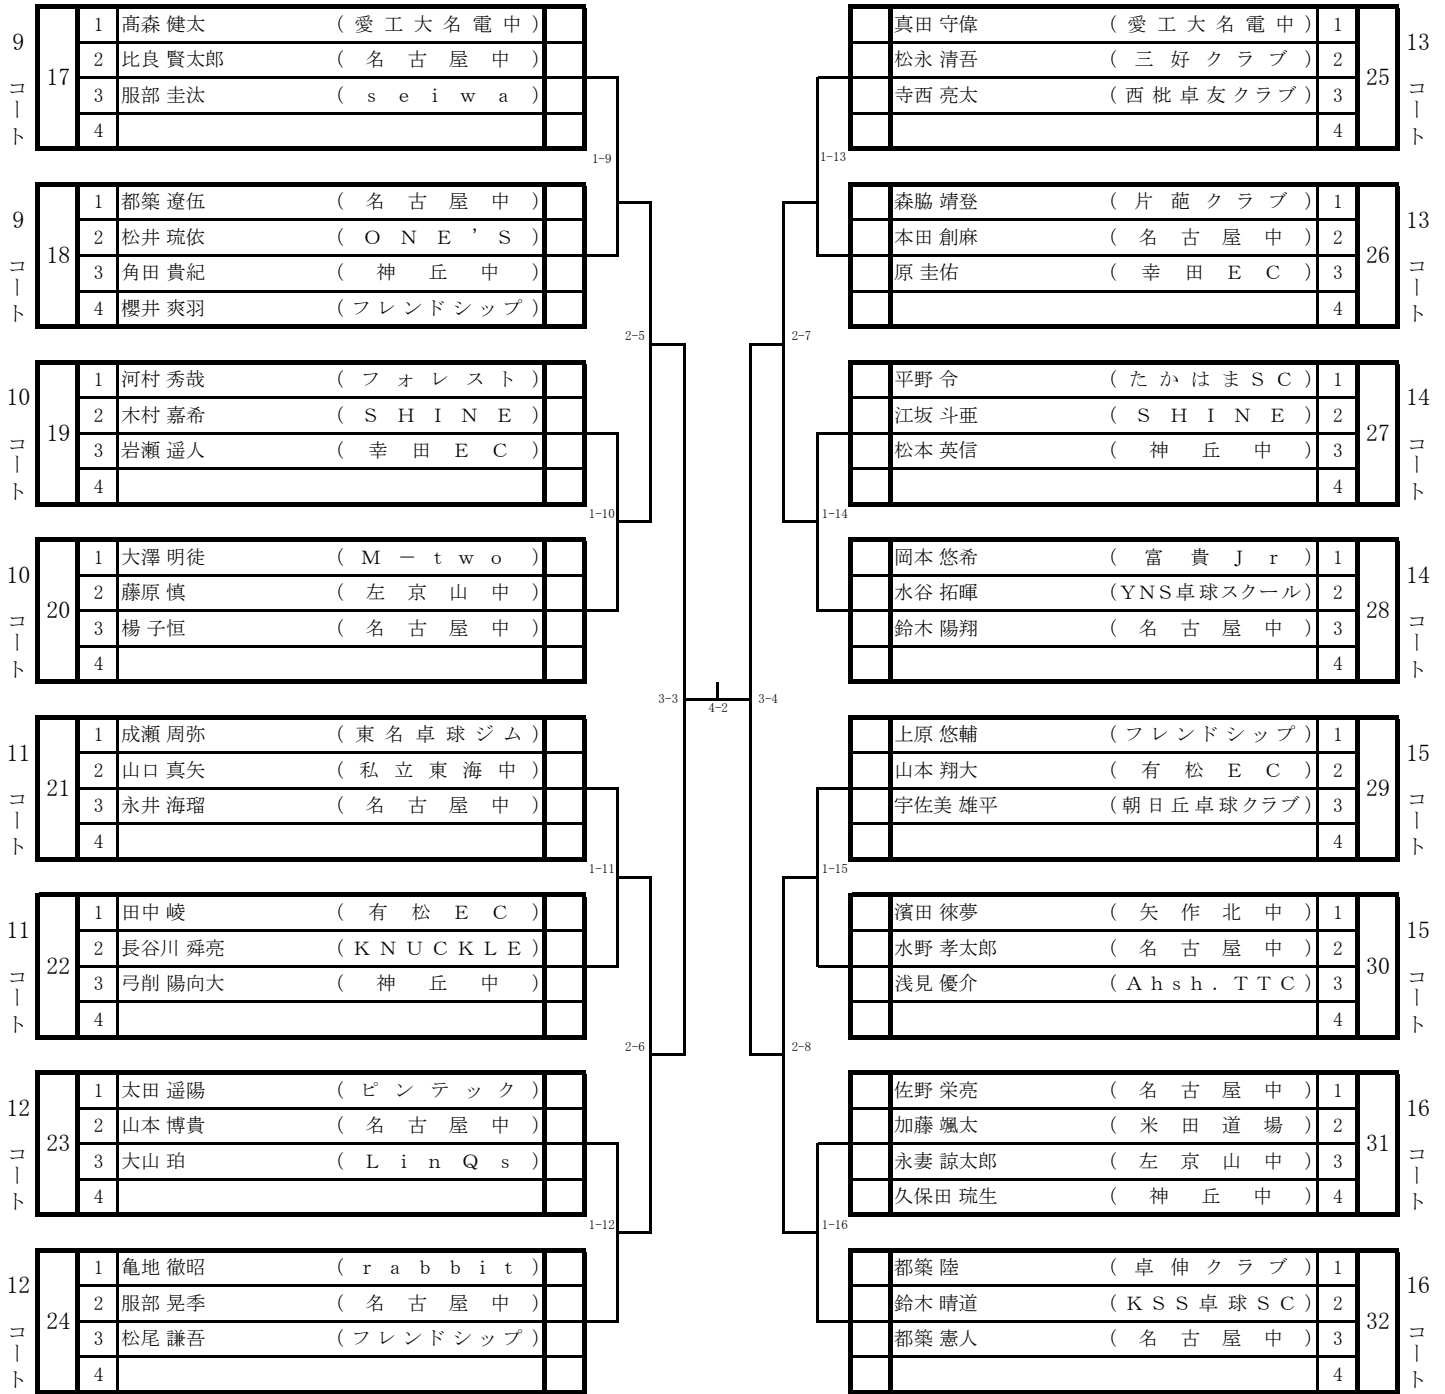 9コート
17
1 髙森 健太 (愛工大名電中)
2 比良 賢太郎 (名古屋中)
3 服部 圭汰 (seiwa)
4
1-9
9コート
18
1 都築 遼伍 (名古屋中)
2 松井 琉依 (ONE'S)
3 角田 貴紀 (神丘中)
4 櫻井 爽羽 (フレンドシップ)
2-5
10コート
19
1 河村 秀哉 (フォレスト)
2 木村 嘉希 (SHINE)
3 岩瀬 遥人 (幸田EC)
4
1-10
10コート
20
1 大澤 明徒 (M－two)
2 藤原 慎 (左京山中)
3 楊 子恒 (名古屋中)
4
3-3
11コート
21
1 成瀬 周弥 (東名卓球ジム)
2 山口 真矢 (私立東海中)
3 永井 海瑠 (名古屋中)
4
1-11
11コート
22
1 田中 崚 (有松EC)
2 長谷川 舜亮 (KNUCKLE)
3 弓削 陽向大 (神丘中)
4
2-6
12コート
23
1 太田 遥陽 (ピンテック)
2 山本 博貴 (名古屋中)
3 大山 珀 (LinQs)
4
1-12
12コート
24
1 亀地 徹昭 (rabbit)
2 服部 晃季 (名古屋中)
3 松尾 謙吾 (フレンドシップ)
4
4-2
真田 守偉 (愛工大名電中) 1
松永 清吾 (三好クラブ) 2
寺西 亮太 (西枇卓友クラブ) 3
4
25
13コート
1-13
森脇 靖登 (片葩クラブ) 1
本田 創麻 (名古屋中) 2
原 圭佑 (幸田EC) 3
4
26
13コート
2-7
平野 令 (たかはまSC) 1
江坂 斗亜 (SHINE) 2
松本 英信 (神丘中) 3
4
27
14コート
1-14
岡本 悠希 (富貴Jr) 1
水谷 拓暉 (YNS卓球スクール) 2
鈴木 陽翔 (名古屋中) 3
4
28
14コート
3-4
上原 悠輔 (フレンドシップ) 1
山本 翔大 (有松EC) 2
宇佐美 雄平 (朝日丘卓球クラブ) 3
4
29
15コート
1-15
濱田 徠夢 (矢作北中) 1
水野 孝太郎 (名古屋中) 2
浅見 優介 (Ahsh.TTC) 3
4
30
15コート
2-8
佐野 栄亮 (名古屋中) 1
加藤 颯太 (米田道場) 2
永妻 諒太郎 (左京山中) 3
久保田 琉生 (神丘中) 4
31
16コート
1-16
都築 陸 (卓伸クラブ) 1
鈴木 晴道 (KSS卓球SC) 2
都築 憲人 (名古屋中) 3
4
32
16コート